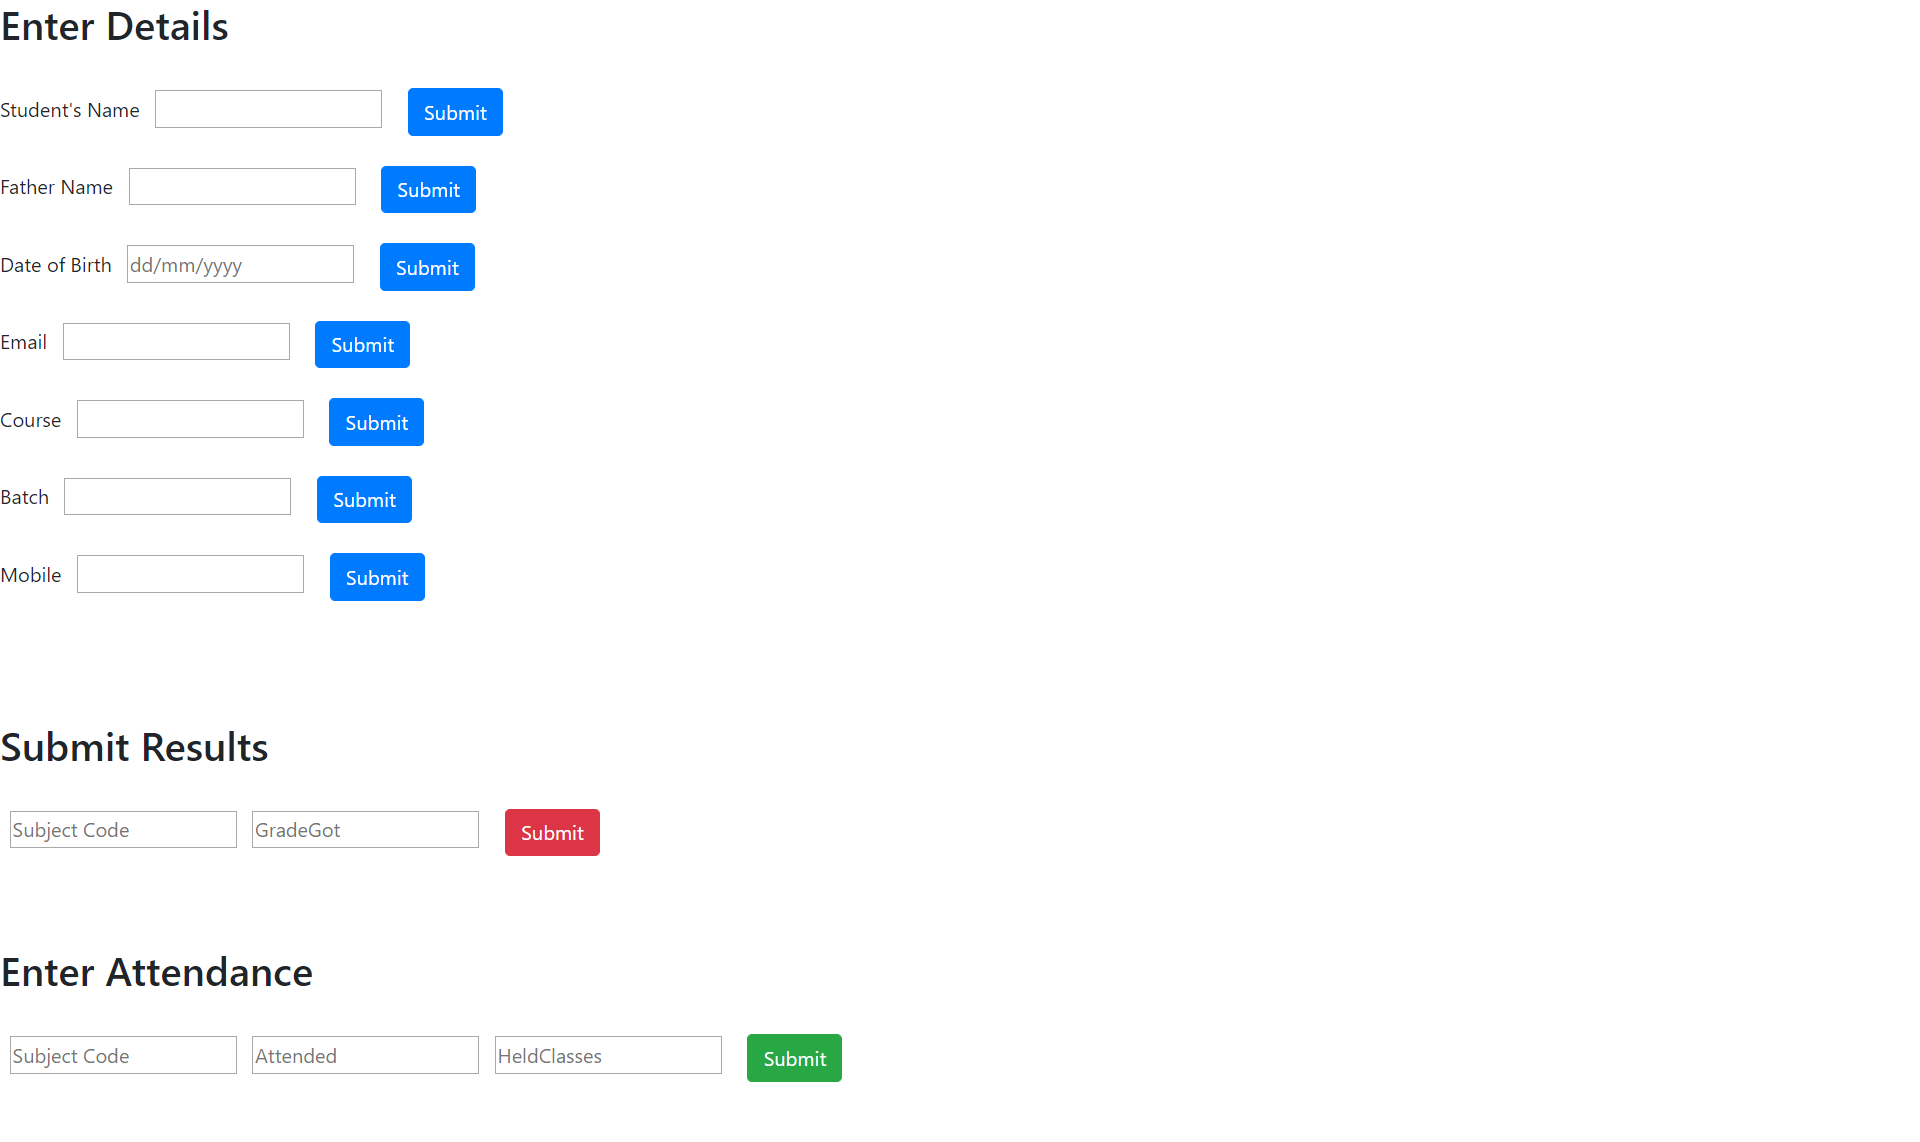 Enter Details
Student's Name Submit
Father Name Submit
Date of Birth dd/mm/yyyy Submit
Email Submit
Course Submit
Batch Submit
Mobile Submit
Submit Results
Subject Code GradeGot Submit
Enter Attendance
Subject Code Attended HeldClasses Submit